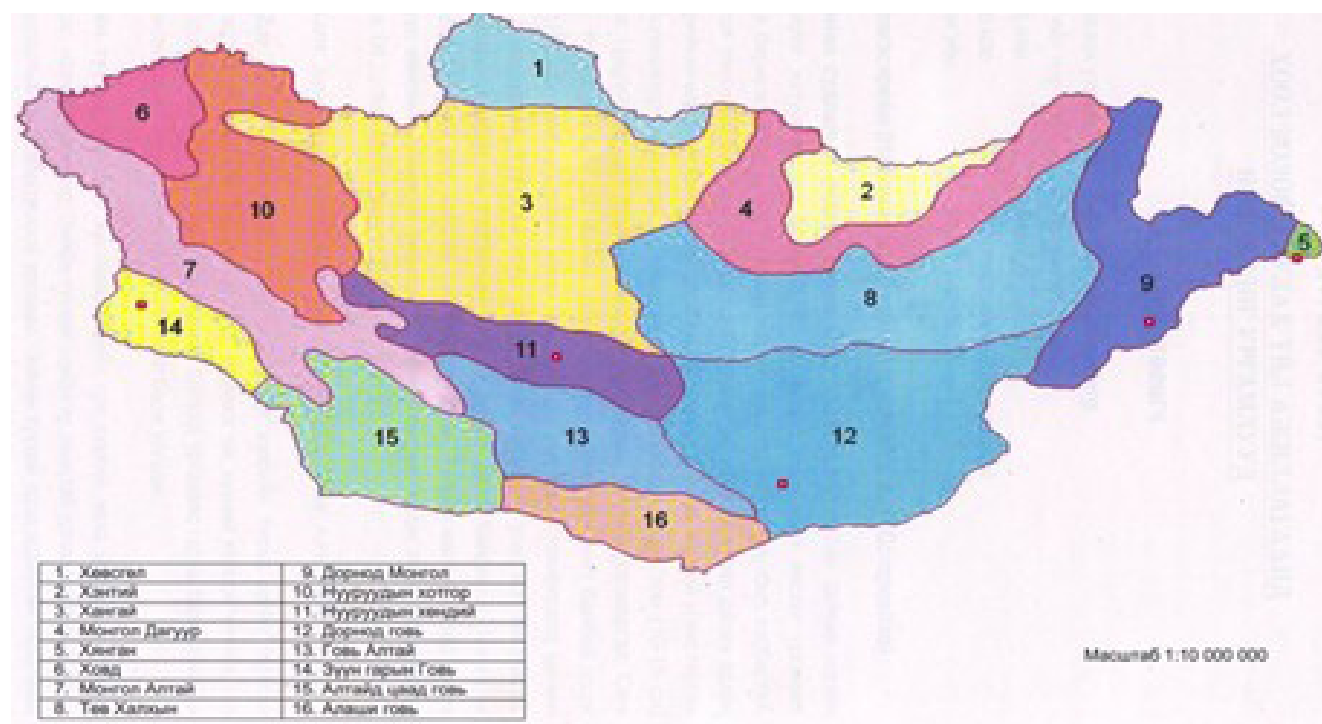 1
6
2
3
10
4
5
7
8
9
14
11
15
13
12
16
1. Хөвсгөл
2. Хэнтий
3. Хангай
4. Монгол Дагуур
5. Хянган
6. Ховд
7. Монгол Алтай
8. Төв Халхын
9. Дорнод Монгол
10. Нууруудын хотгор
11. Нууруудын хөндий
12. Дорнод говь
13. Говь Алтай
14. Зүүн гарын Говь
15. Алтайд цаад говь
16. Алаши говь
Масштаб 1:10 000 000